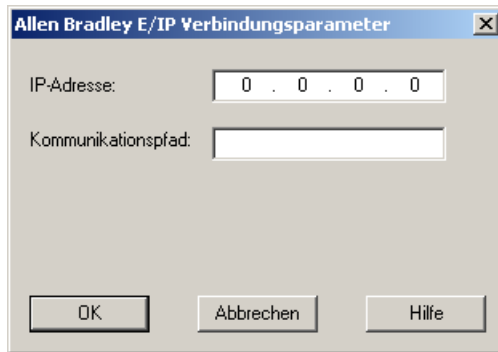 Allen Bradley E/IP Verbindungsparameter
IP-Adresse: 0 . 0 . 0 . 0
Kommunikationspfad:
OK Abbrechen Hilfe